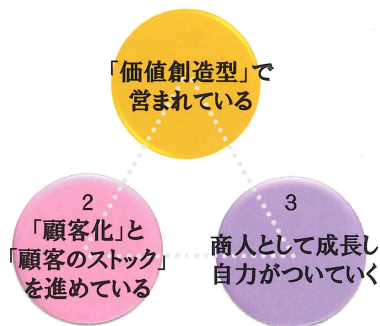 「価値創造型」で
営まれている
2
「顧客化」と
「顧客のストック」
を進めている
3
商人として成長し
自力がついていく